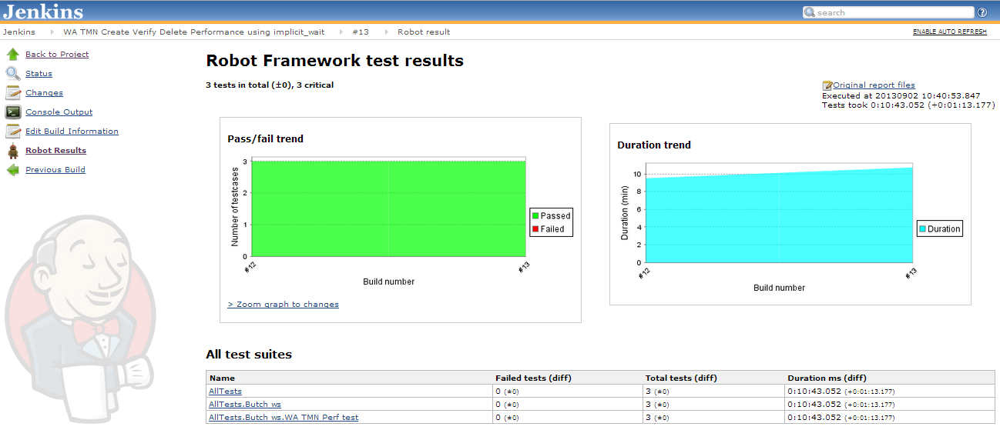 Jenkins
search
Jenkins WA TMN Create Verify Delete Performance using implicit_wait #13 Robot result
ENABLE AUTO REFRESH
Back to Project
Status
Changes
Console Output
Edit Build Information
Robot Results
Previous Build
Robot Framework test results
3 tests in total (±0), 3 critical
Original report files
Executed at 20130902 10:40:53.847
Tests took 0:10:43.052 (+0:01:13.177)
Pass/fail trend
Number of testcases
3
2
1
0
#12
#13
Build number
Passed
Failed
> Zoom graph to changes
Duration trend
Duration (min)
10
8
6
4
2
0
#12
#13
Build number
Duration
All test suites
Name Failed tests (diff) Total tests (diff) Duration ms (diff)
AllTests 0 (±0) 3 (±0) 0:10:43.052 (+0:01:13.177)
AllTests.Butch ws 0 (±0) 3 (±0) 0:10:43.052 (+0:01:13.177)
AllTests.Butch ws.WA TMN Perf test 0 (±0) 3 (±0) 0:10:43.052 (+0:01:13.177)